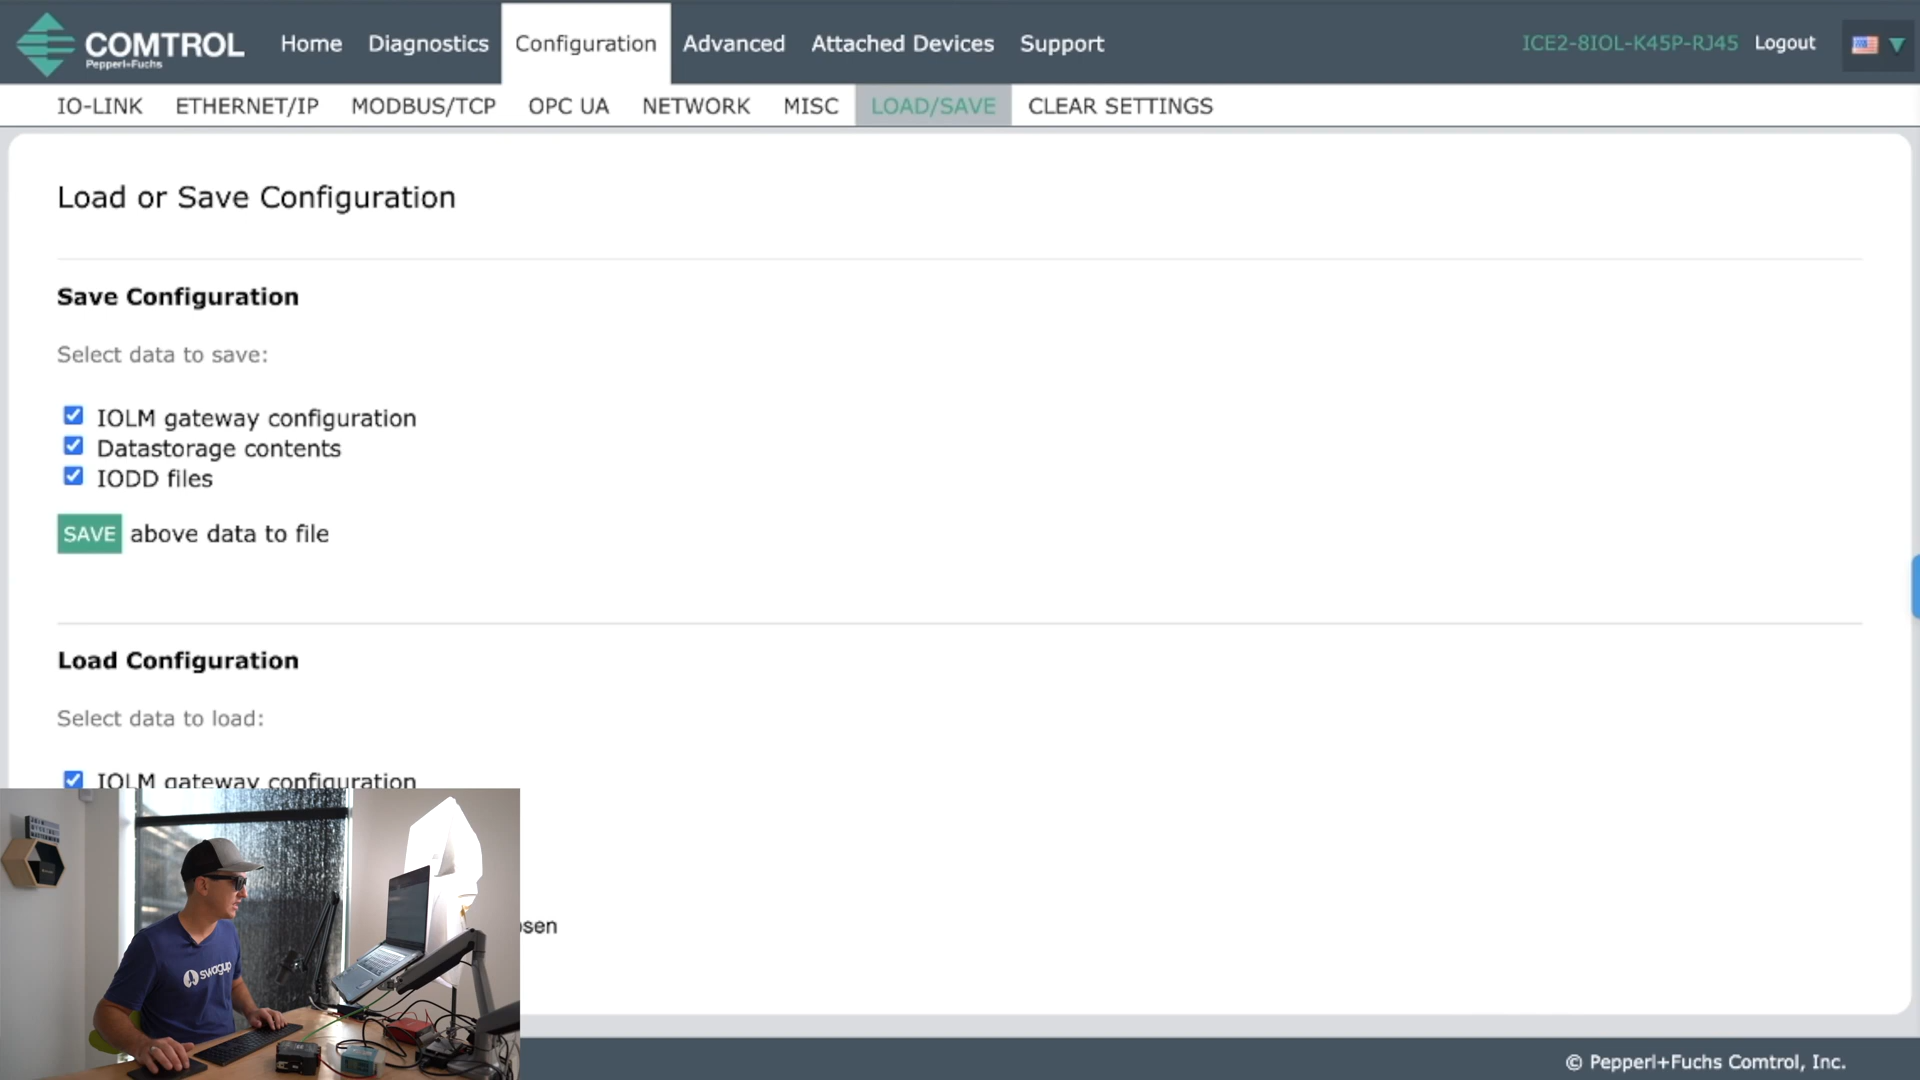 COMTROL
Pepperl+Fuchs
Home Diagnostics Configuration Advanced Attached Devices Support
ICE2-8IOL-K45P-RJ45 Logout
IO-LINK ETHERNET/IP MODBUS/TCP OPC UA NETWORK MISC LOAD/SAVE CLEAR SETTINGS
Load or Save Configuration
Save Configuration
Select data to save:
IOLM gateway configuration
Datastorage contents
IODD files
SAVE above data to file
Load Configuration
Select data to load:
IOLM gateway configuration
swagup
© Pepperl+Fuchs Comtrol, Inc.